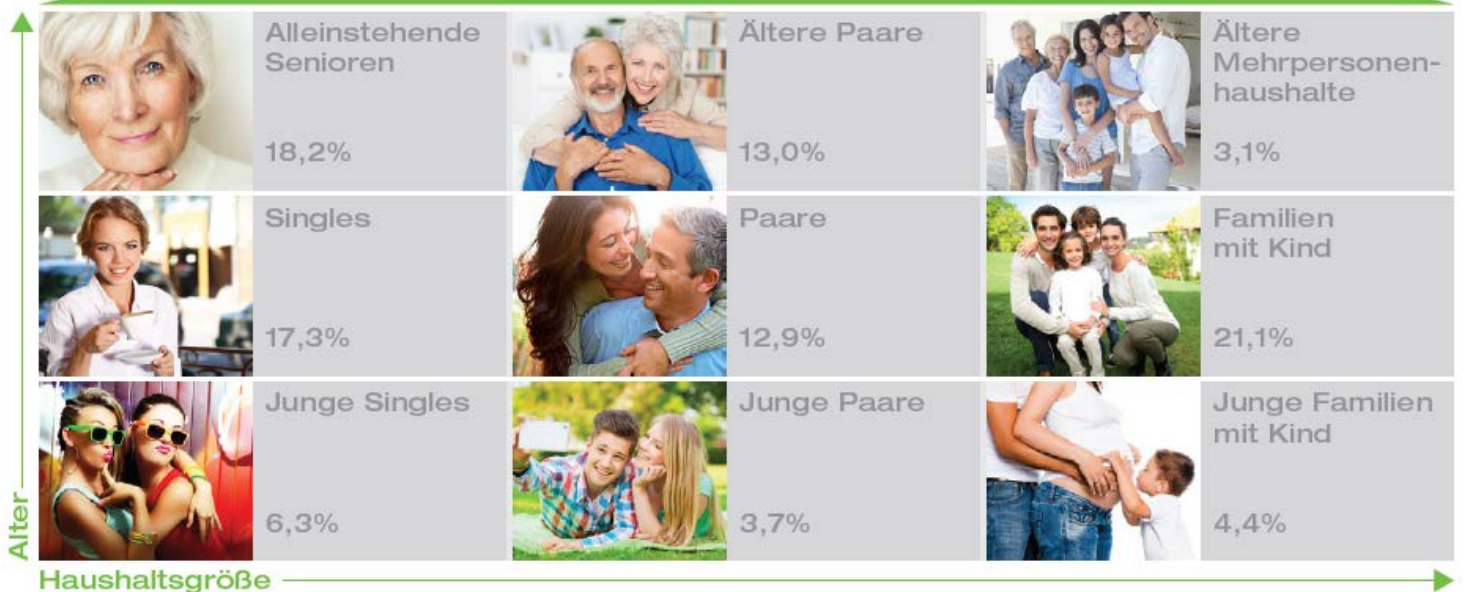 Alleinstehende
Senioren
18,2%
Ältere Paare
13,0%
Ältere
Mehrpersonen-
haushalte
3,1%
Singles
17,3%
Paare
12,9%
Familien
mit Kind
21,1%
Junge Singles
6,3%
Junge Paare
3,7%
Junge Familien
mit Kind
4,4%
Alter
Haushaltsgröße